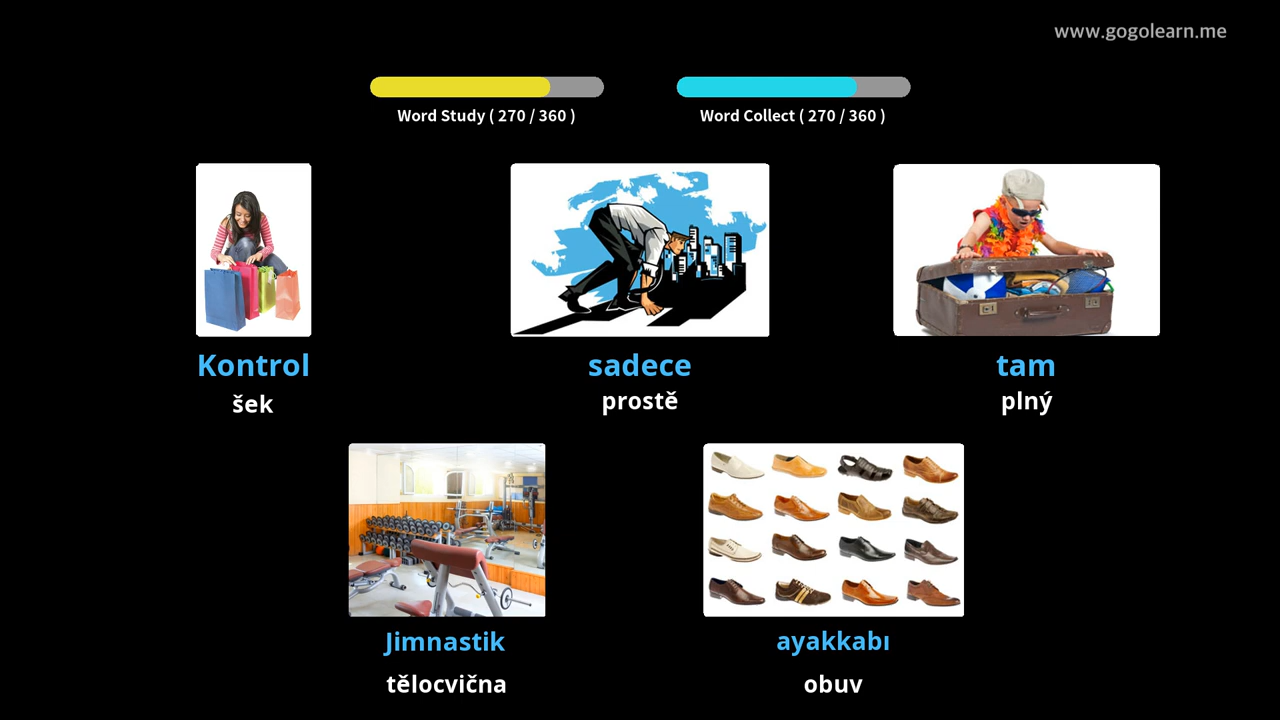 www.gogolearn.me
Word Study ( 270 / 360 )
Word Collect ( 270 / 360 )
Kontrol
šek
sadece
prostě
tam
plný
Jimnastik
tělocvična
ayakkabı
obuv